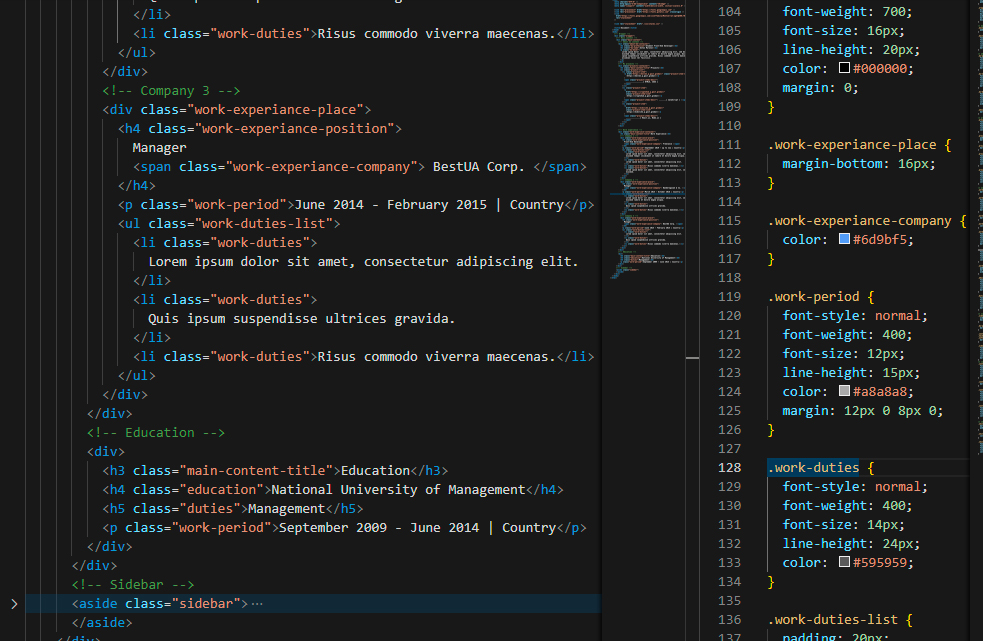 </li>
<li class="work-duties">Risus commodo viverra maecenas.</li>
</ul>
</div>
<!-- Company 3 -->
<div class="work-experiance-place">
<h4 class="work-experiance-position">
Manager
<span class="work-experiance-company"> BestUA Corp. </span>
</h4>
<p class="work-period">June 2014 - February 2015 | Country</p>
<ul class="work-duties-list">
<li class="work-duties">
Lorem ipsum dolor sit amet, consectetur adipiscing elit.
</li>
<li class="work-duties">
Quis ipsum suspendisse ultrices gravida.
</li>
<li class="work-duties">Risus commodo viverra maecenas.</li>
</ul>
</div>
</div>
<!-- Education -->
<div>
<h3 class="main-content-title">Education</h3>
<h4 class="education">National University of Management</h4>
<h5 class="duties">Management</h5>
<p class="work-period">September 2009 - June 2014 | Country</p>
</div>
</div>
<!-- Sidebar -->
<aside class="sidebar">…
</aside>
</div>
104 font-weight: 700;
105 font-size: 16px;
106 line-height: 20px;
107 color: #000000;
108 margin: 0;
109 }
110
111 .work-experiance-place {
112 margin-bottom: 16px;
113 }
114
115 .work-experiance-company {
116 color: #6d9bf5;
117 }
118
119 .work-period {
120 font-style: normal;
121 font-weight: 400;
122 font-size: 12px;
123 line-height: 15px;
124 color: #a8a8a8;
125 margin: 12px 0 8px 0;
126 }
127
128 .work-duties {
129 font-style: normal;
130 font-weight: 400;
131 font-size: 14px;
132 line-height: 24px;
133 color: #595959;
134 }
135
136 .work-duties-list {
137 padding: 20px;